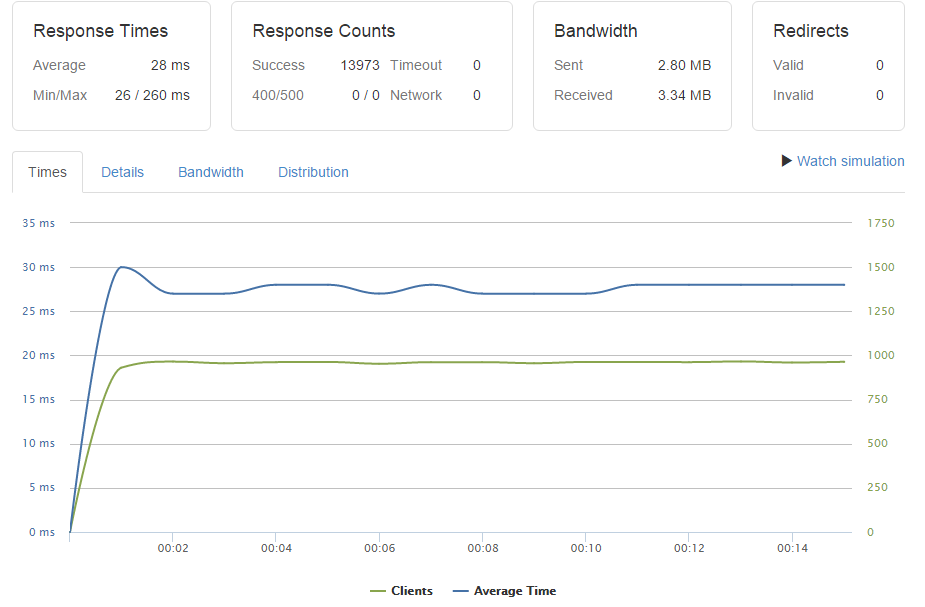 Response Times
Average 28 ms
Min/Max 26 / 260 ms
Response Counts
Success 13973 Timeout 0
400/500 0 / 0 Network 0
Bandwidth
Sent 2.80 MB
Received 3.34 MB
Redirects
Valid 0
Invalid 0
Times Details Bandwidth Distribution
Watch simulation
35 ms 1750
30 ms 1500
25 ms 1250
20 ms 1000
15 ms 750
10 ms 500
5 ms 250
0 ms 0
00:02 00:04 00:06 00:08 00:10 00:12 00:14
Clients Average Time